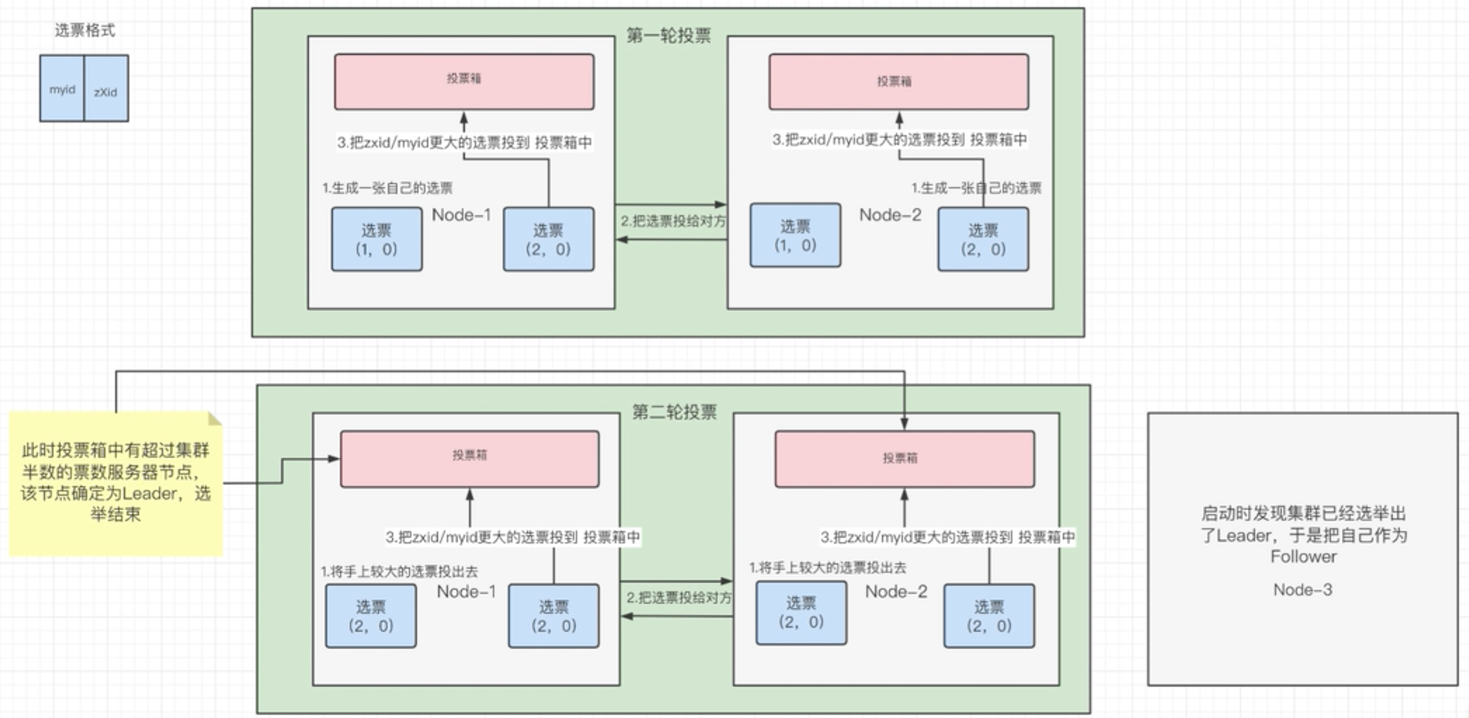 选票格式
myid
zXid
第一轮投票
投票箱
3.把zxid/myid更大的选票投到 投票箱中
1.生成一张自己的选票
Node-1
选票
(1, 0)
选票
(2, 0)
2.把选票投给对方
投票箱
3.把zxid/myid更大的选票投到 投票箱中
1.生成一张自己的选票
Node-2
选票
(1, 0)
选票
(2, 0)
此时投票箱中有超过集群
半数的票数服务器节点,
该节点确定为Leader, 选
举结束
第二轮投票
投票箱
3.把zxid/myid更大的选票投到 投票箱中
1.将手上较大的选票投出去
Node-1
选票
(2, 0)
选票
(2, 0)
2.把选票投给对方
投票箱
3.把zxid/myid更大的选票投到 投票箱中
1.将手上较大的选票投出去
Node-2
选票
(2, 0)
选票
(2, 0)
启动时发现集群已经选举出
了Leader, 于是把自己作为
Follower
Node-3